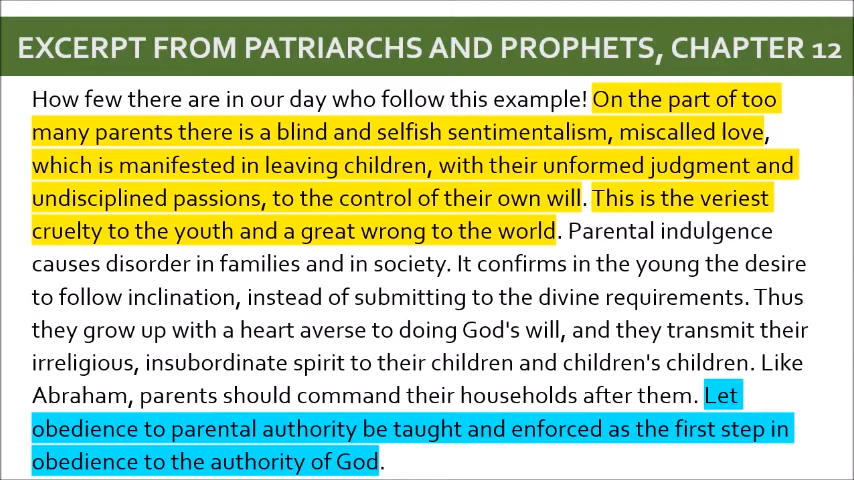 EXCERPT FROM PATRIARCHS AND PROPHETS, CHAPTER 12
How few there are in our day who follow this example! On the part of too
many parents there is a blind and selfish sentimentalism, miscalled love,
which is manifested in leaving children, with their unformed judgment and
undisciplined passions, to the control of their own will. This is the veriest
cruelty to the youth and a great wrong to the world. Parental indulgence
causes disorder in families and in society. It confirms in the young the desire
to follow inclination, instead of submitting to the divine requirements. Thus
they grow up with a heart averse to doing God's will, and they transmit their
irreligious, insubordinate spirit to their children and children's children. Like
Abraham, parents should command their households after them. Let
obedience to parental authority be taught and enforced as the first step in
obedience to the authority of God.